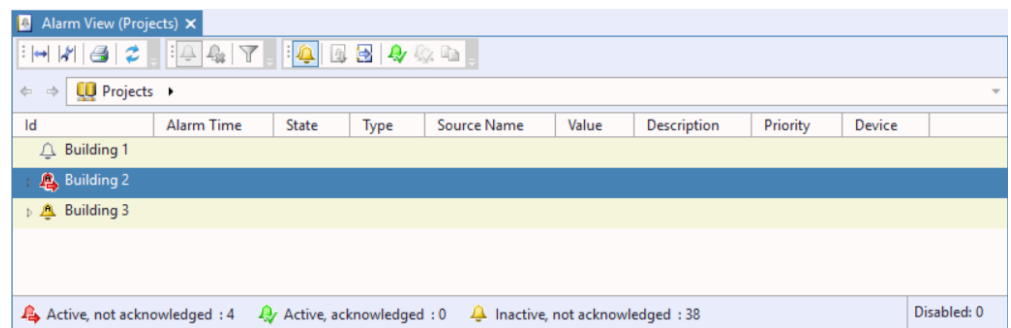 Alarm View (Projects)
Projects
Id Alarm Time State Type Source Name Value Description Priority Device
Building 1
Building 2
Building 3
Active, not acknowledged : 4 Active, acknowledged : 0 Inactive, not acknowledged : 38 Disabled: 0